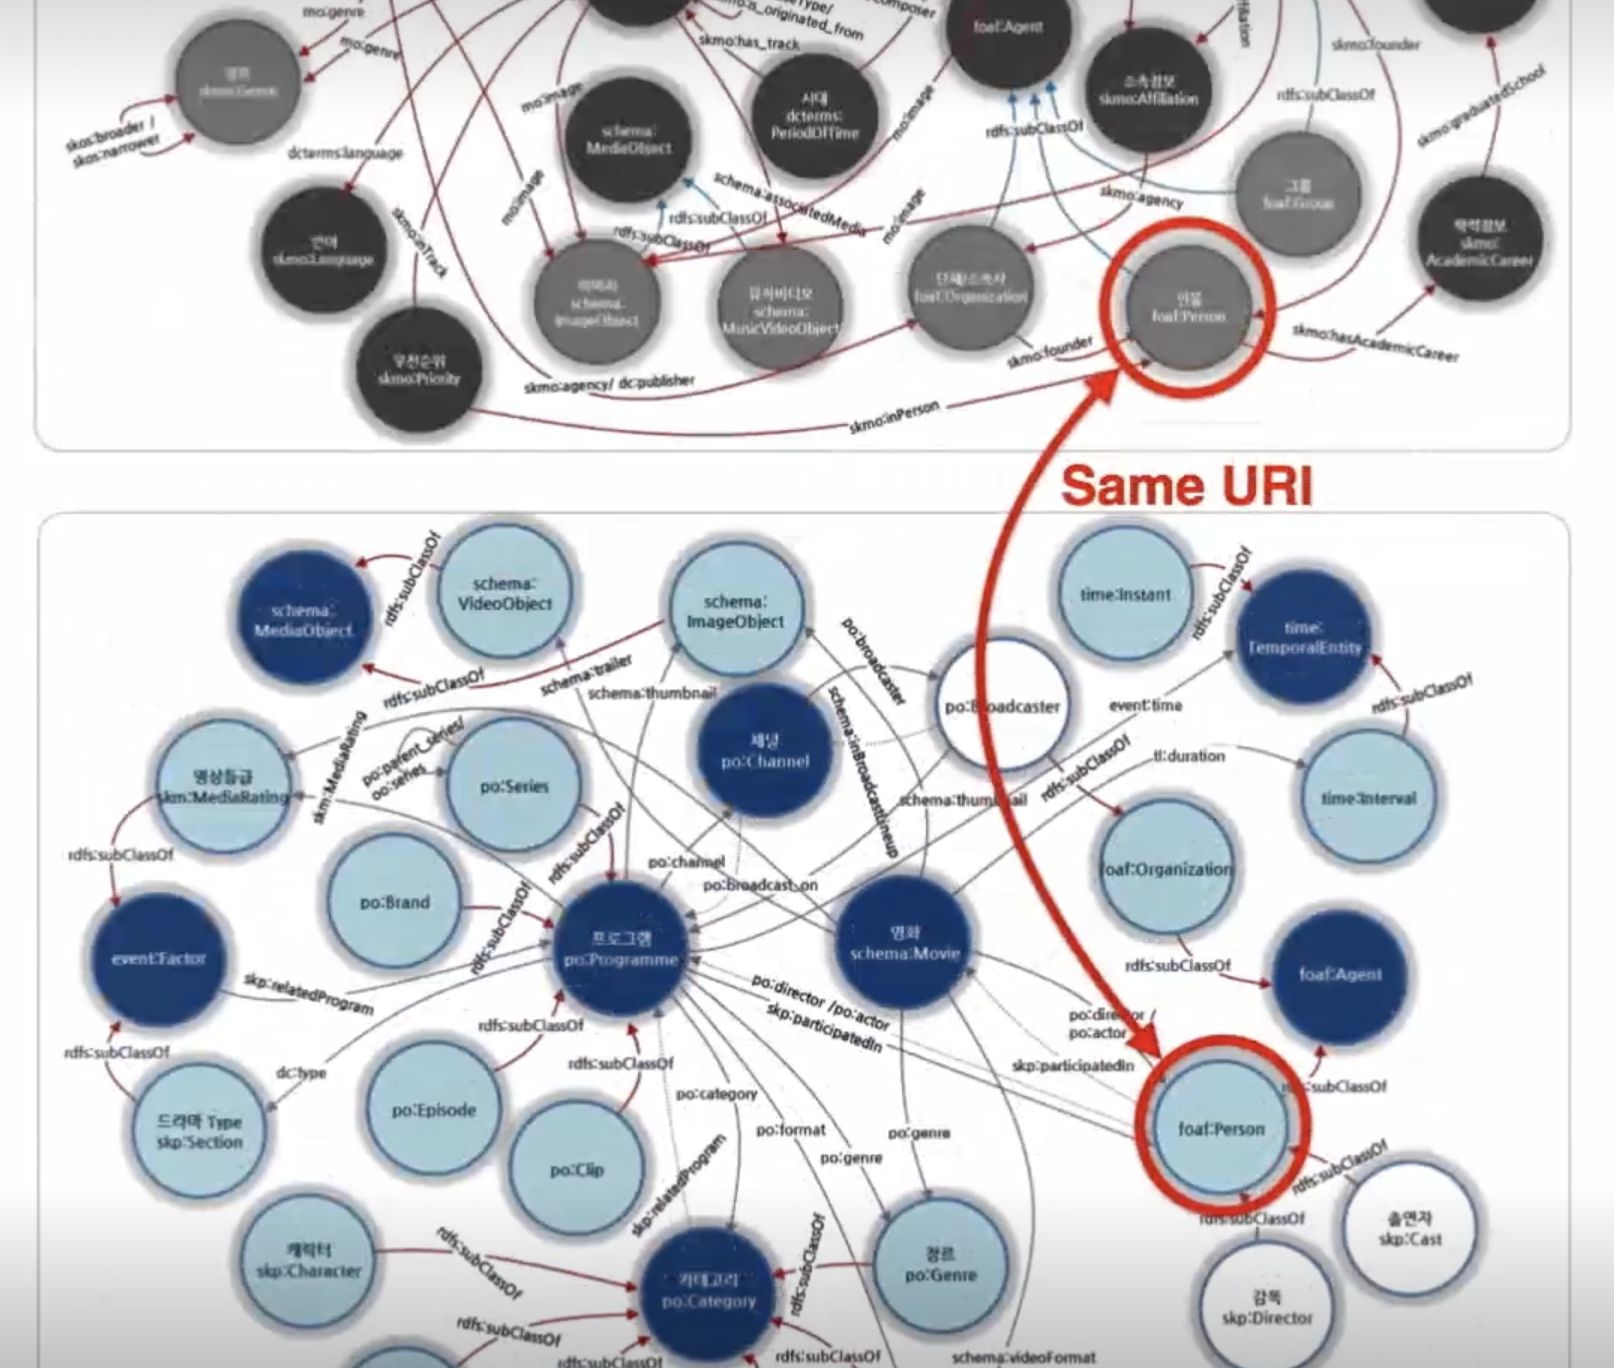 mo:genre
mo:genre
장르
skmo:Genre
skos:broader /
skos:narrower
dcterms:language
언어
skmo:Language
skmo:inTrack
우선순위
skmo:Priority
is_originated_from
skmo:has_track
mo:image
mo:image
schema:
MediaObject
시대
dcterms:
PeriodOfTime
mo:image
mo:image
schema:associatedMedia
rdfs:subClassOf
rdfs:subClassOf
이미지
schema:
ImageObject
뮤직비디오
schema:
MusicVideoObject
skmo:agency/ dc:publisher
skmo:inPerson
composer
foaf:Agent
rdfs:subClassOf
소속정보
skmo:Affiliation
skmo:agency
단체/소속사
foaf:Organization
skmo:founder
skmo:founder
rdfs:subClassOf
그룹
foaf:Group
인물
foaf:Person
skmo:graduatedSchool
학력정보
skmo:
AcademicCareer
skmo:hasAcademicCareer
Same URI
schema:
MediaObject
rdfs:subClassOf
schema:
VideoObject
schema:
ImageObject
rdfs:subClassOf
schema:trailer
schema:thumbnail
time:Instant
rdfs:subClassOf
time:
TemporalEntity
po:broadcaster
po:Broadcaster
event:time
rdfs:subClassOf
영상등급
skm:MediaRating
skm:MediaRating
po:parent_series/
po:series
po:Series
채널
po:Channel
schema:inBroadcastLineup
schema:thumbnail
rdfs:subClassOf
tl:duration
time:Interval
rdfs:subClassOf
rdfs:subClassOf
po:Brand
rdfs:subClassOf
po:channel
po:broadcast_on
foaf:Organization
event:Factor
skp:relatedProgram
프로그램
po:Programme
영화
schema:Movie
rdfs:subClassOf
foaf:Agent
po:director /po:actor
skp:participatedIn
po:director /
po:actor
skp:participatedIn
rdfs:subClassOf
rdfs:subClassOf
rdfs:subClassOf
dc:type
드라마 Type
skp:Section
po:Episode
po:Clip
po:category
po:format
po:genre
po:genre
skp:relatedProgram
foaf:Person
rdfs:subClassOf
rdfs:subClassOf
rdfs:subClassOf
출연자
skp:Cast
감독
skp:Director
캐릭터
skp:Character
rdfs:subClassOf
카테고리
po:Category
rdfs:subClassOf
장르
po:Genre
rdfs:subClassOf
rdfs:subClassOf
rdfs:subClassOf
schema:videoFormat